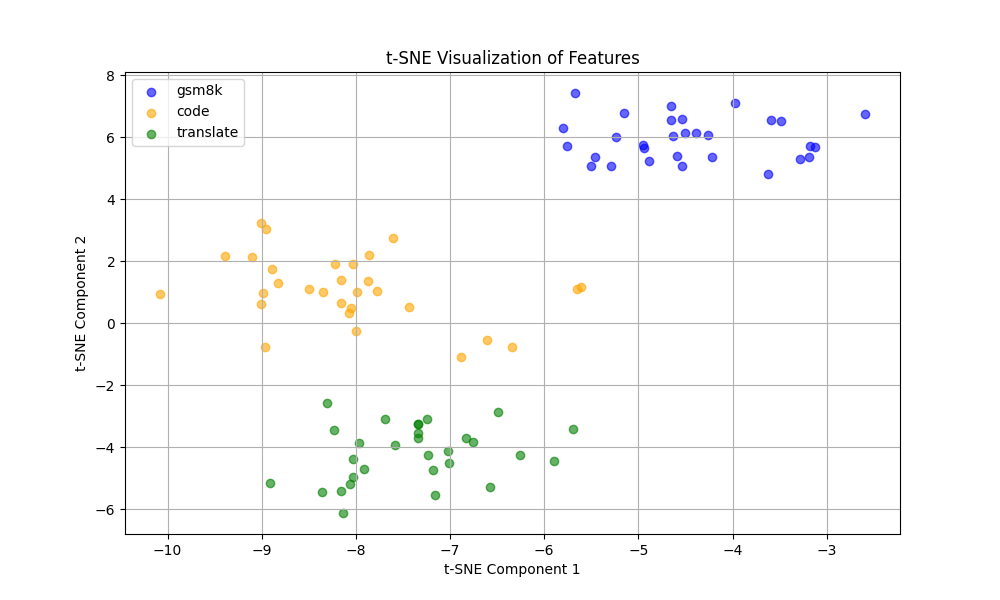 t-SNE Visualization of Features
gsm8k
code
translate
8
6
4
2
0
−2
−4
−6
t-SNE Component 2
−10 −9 −8 −7 −6 −5 −4 −3
t-SNE Component 1